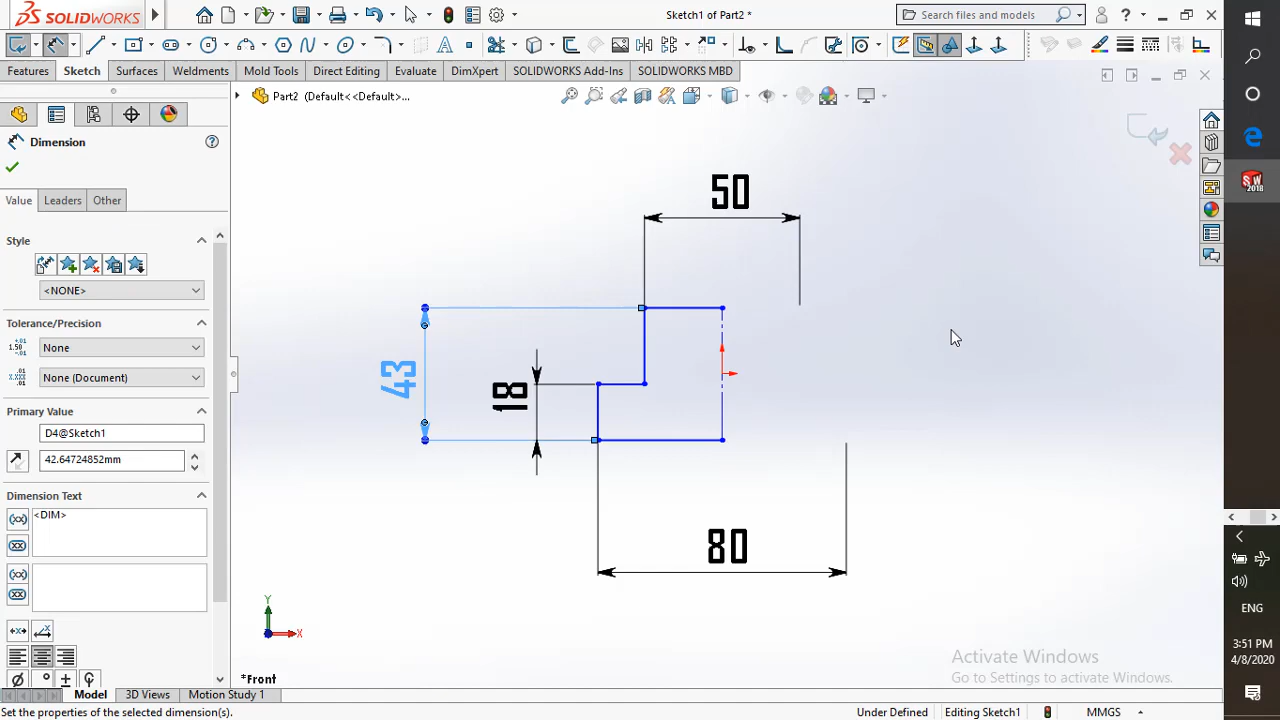 SOLIDWORKS
Sketch1 of Part2 *
Search files and models
Features
Sketch
Surfaces
Weldments
Mold Tools
Direct Editing
Evaluate
DimXpert
SOLIDWORKS Add-Ins
SOLIDWORKS MBD
Part2 (Default<<Default>...
Dimension
Value
Leaders
Other
Style
<NONE>
Tolerance/Precision
None
None (Document)
Primary Value
D4@Sketch1
42.64724852mm
Dimension Text
<DIM>
50
43
18
80
Y
X
*Front
Activate Windows
Go to Settings to activate Windows.
Model
3D Views
Motion Study 1
Set the properties of the selected dimension(s).
Under Defined
Editing Sketch1
MMGS
SW
2018
ENG
3:51 PM
4/8/2020